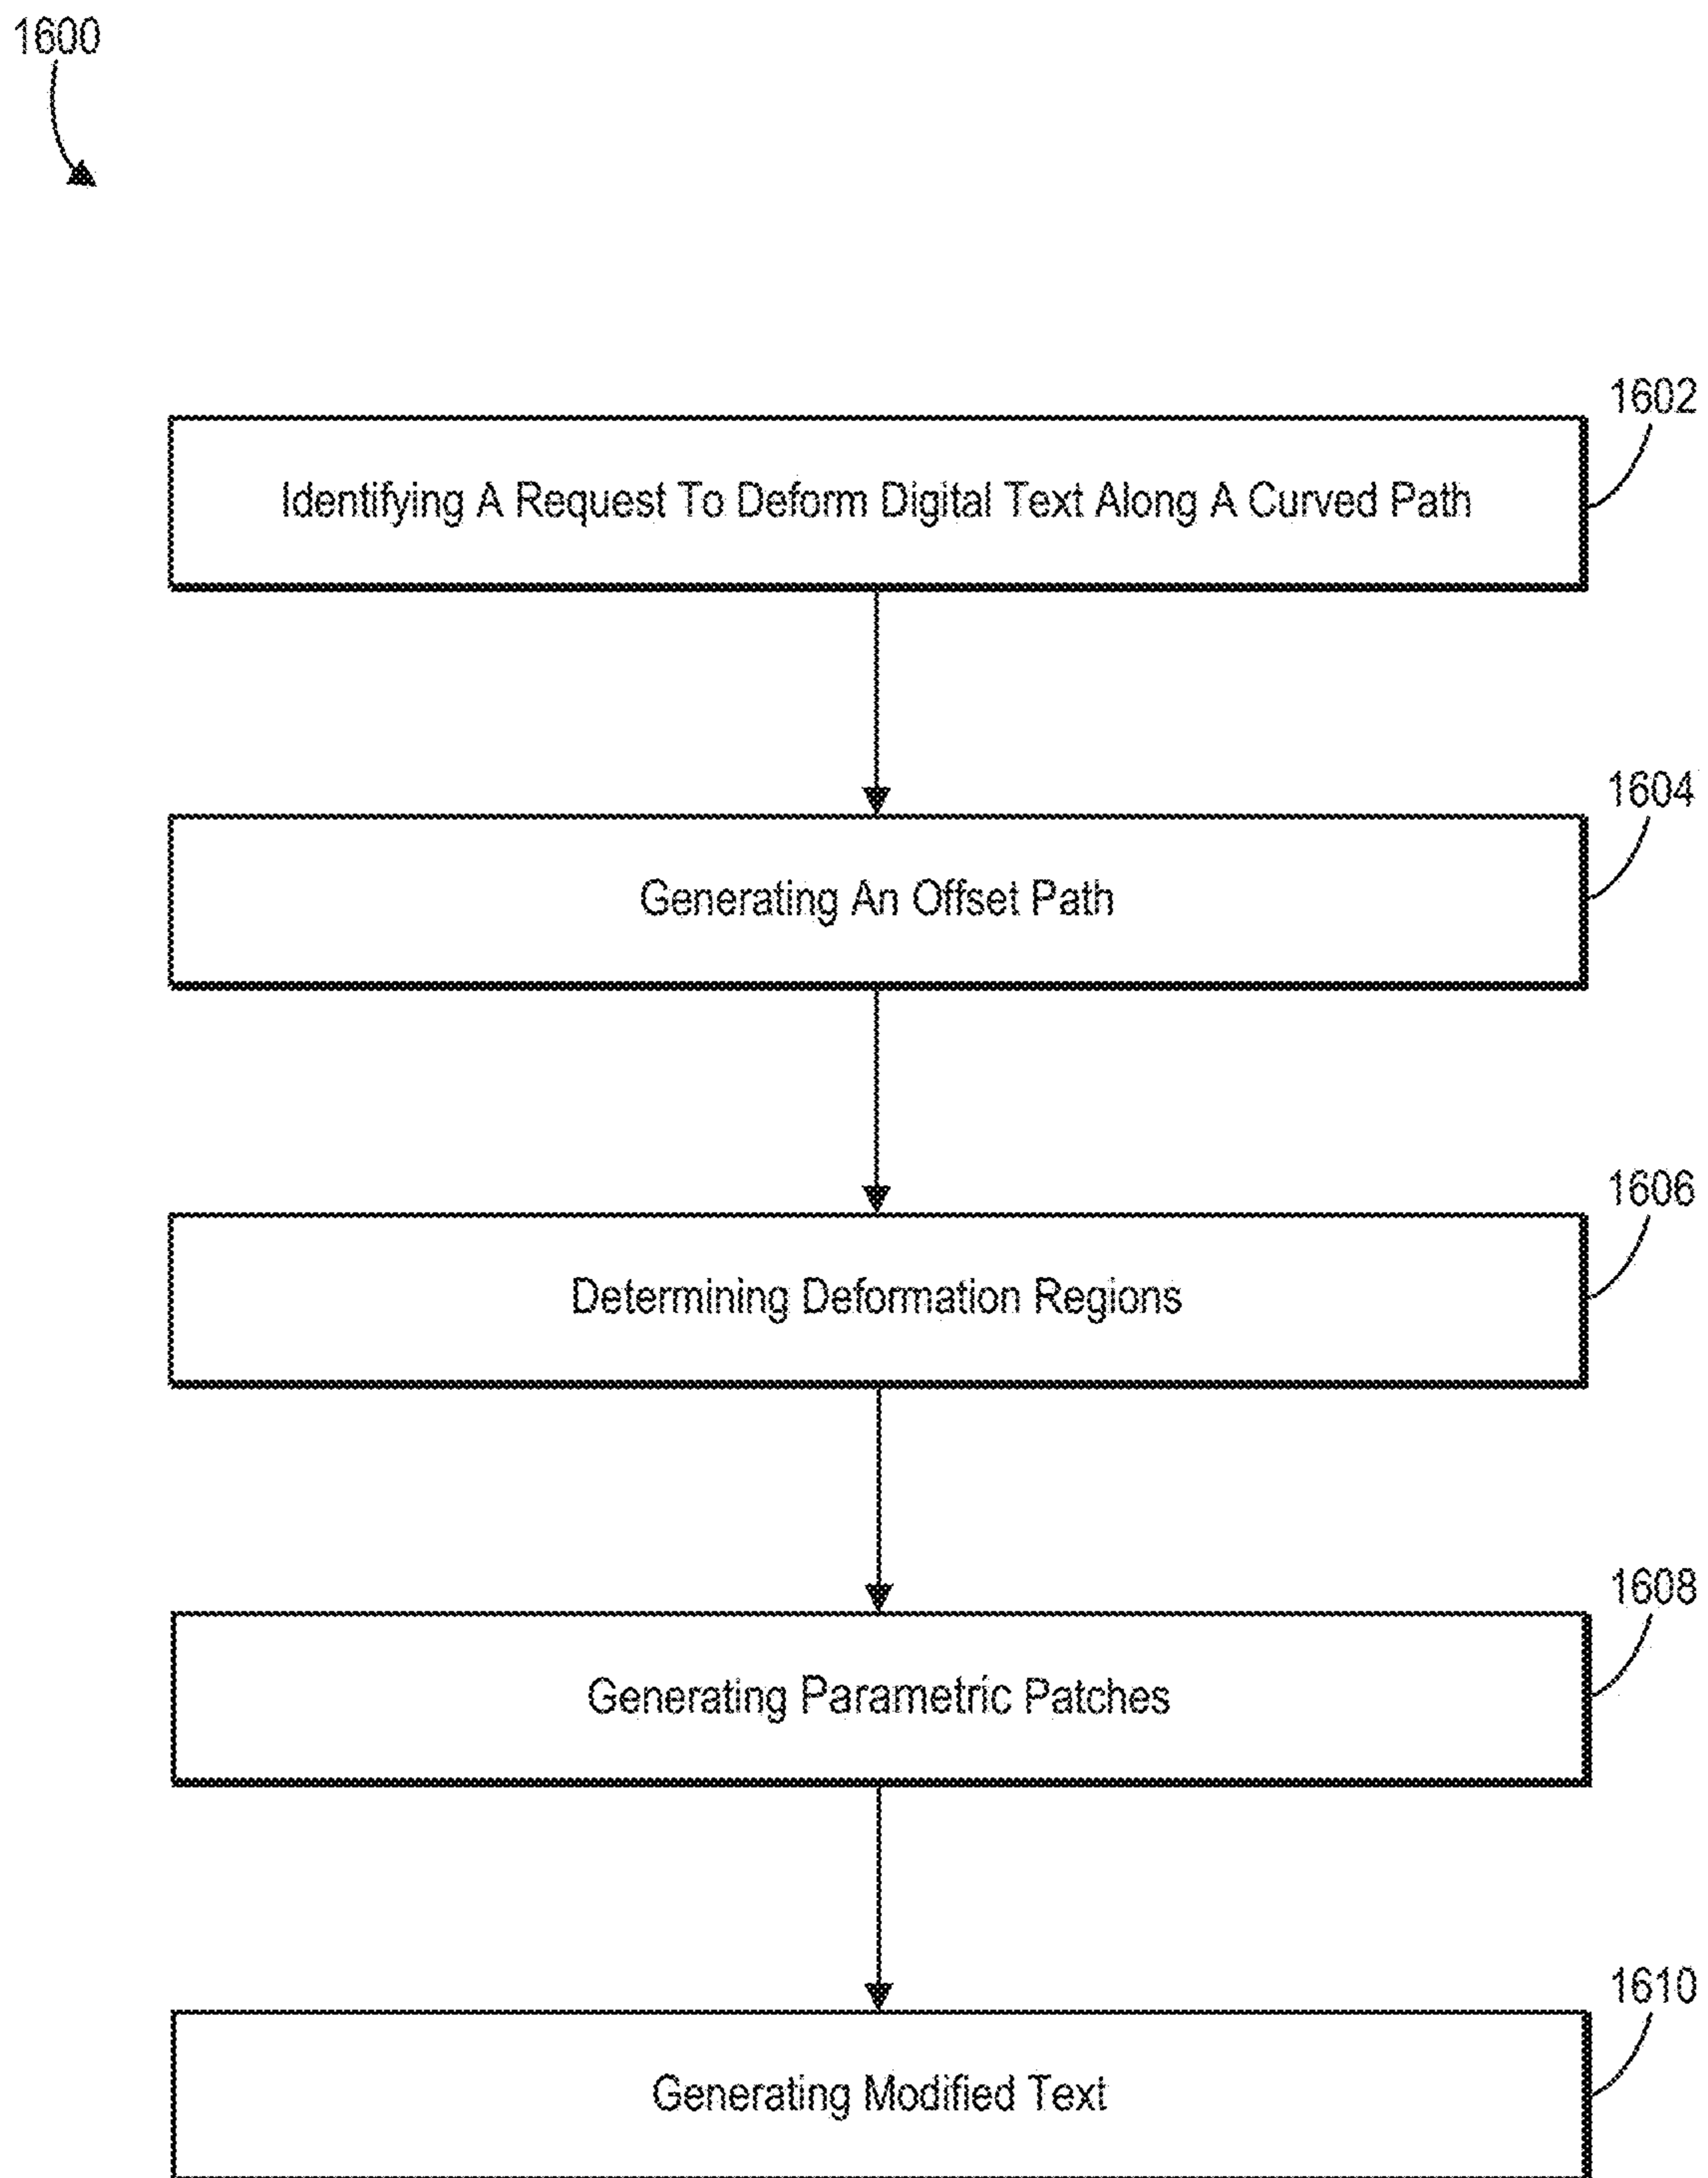 1600
1602
Identifying A Request To Deform Digital Text Along A Curved Path
1604
Generating An Offset Path
1606
Determining Deformation Regions
1608
Generating Parametric Patches
1610
Generating Modified Text